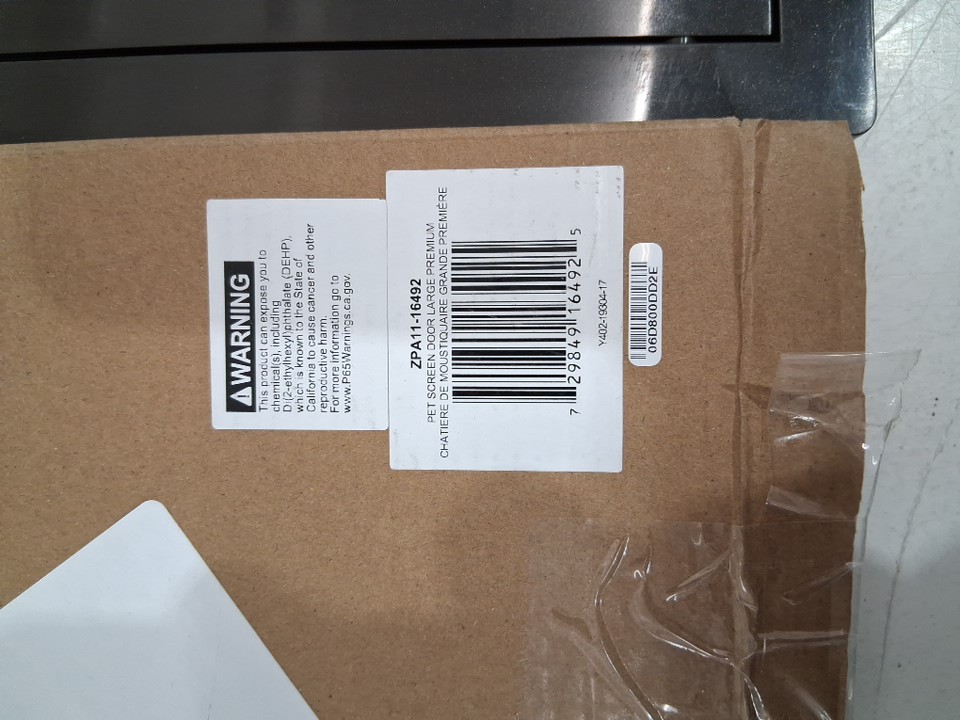 ⚠WARNING
This product can expose you to
chemical(s), including
Di(2-ethylhexyl)phthalate (DEHP),
which is known to the State of
California to cause cancer and other
reproductive harm.
For more information go to
www.P65Warnings.ca.gov.
ZPA11-16492
PET SCREEN DOOR LARGE PREMIUM
CHATIERE DE MOUSTIQUAIRE GRANDE PREMIÈRE
7 29849 16492 5
Y402-19304-17
06D800DD2E